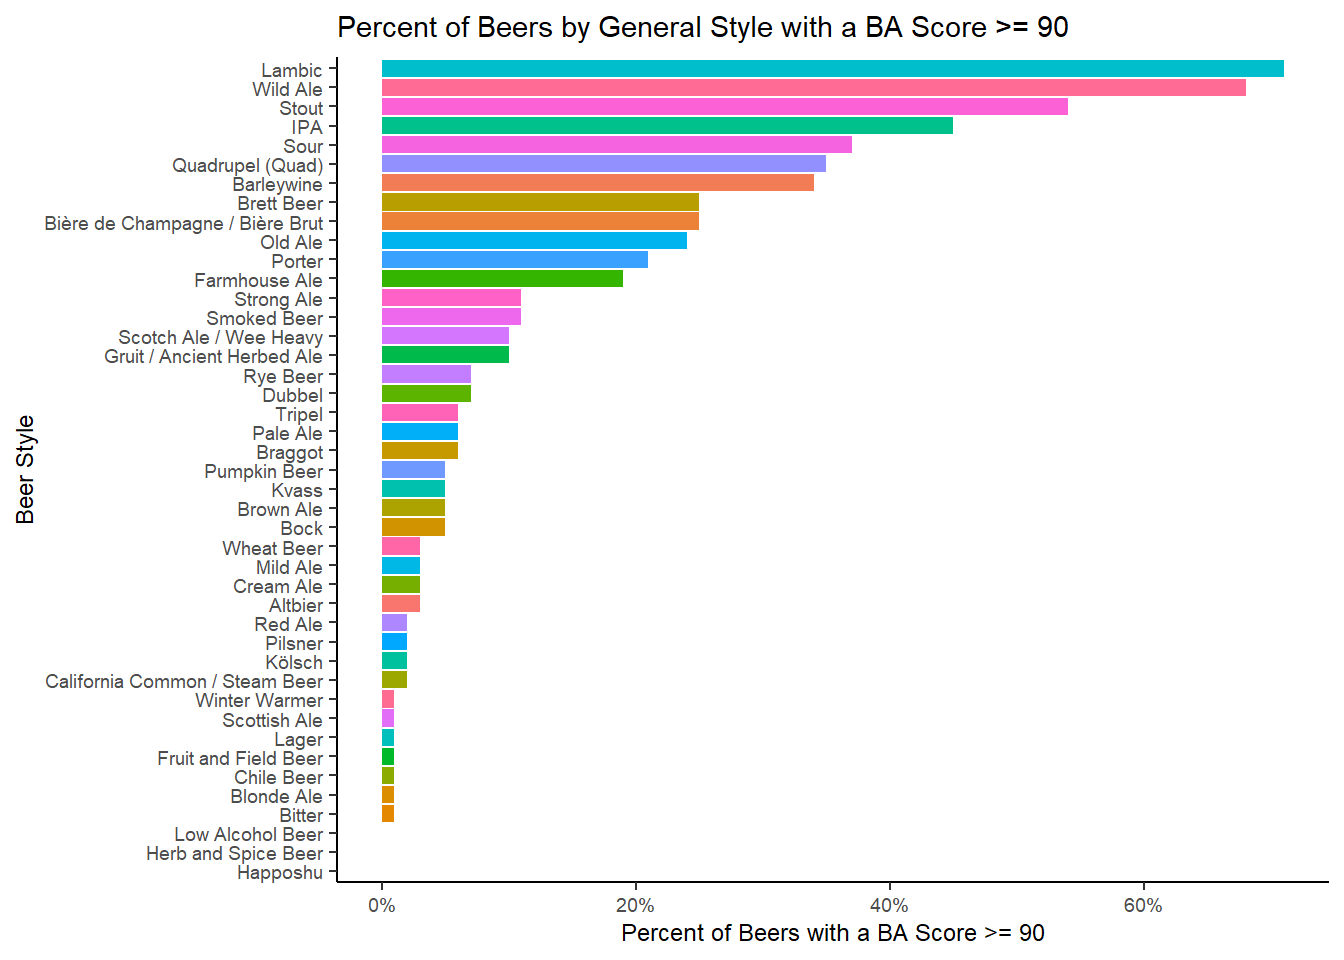 Percent of Beers by General Style with a BA Score >= 90
Lambic
Wild Ale
Stout
IPA
Sour
Quadrupel (Quad)
Barleywine
Brett Beer
Bière de Champagne / Bière Brut
Old Ale
Porter
Farmhouse Ale
Strong Ale
Smoked Beer
Scotch Ale / Wee Heavy
Gruit / Ancient Herbed Ale
Rye Beer
Dubbel
Tripel
Pale Ale
Braggot
Pumpkin Beer
Kvass
Brown Ale
Bock
Wheat Beer
Mild Ale
Cream Ale
Altbier
Red Ale
Pilsner
Kölsch
California Common / Steam Beer
Winter Warmer
Scottish Ale
Lager
Fruit and Field Beer
Chile Beer
Blonde Ale
Bitter
Low Alcohol Beer
Herb and Spice Beer
Happoshu
Beer Style
0% 20% 40% 60%
Percent of Beers with a BA Score >= 90